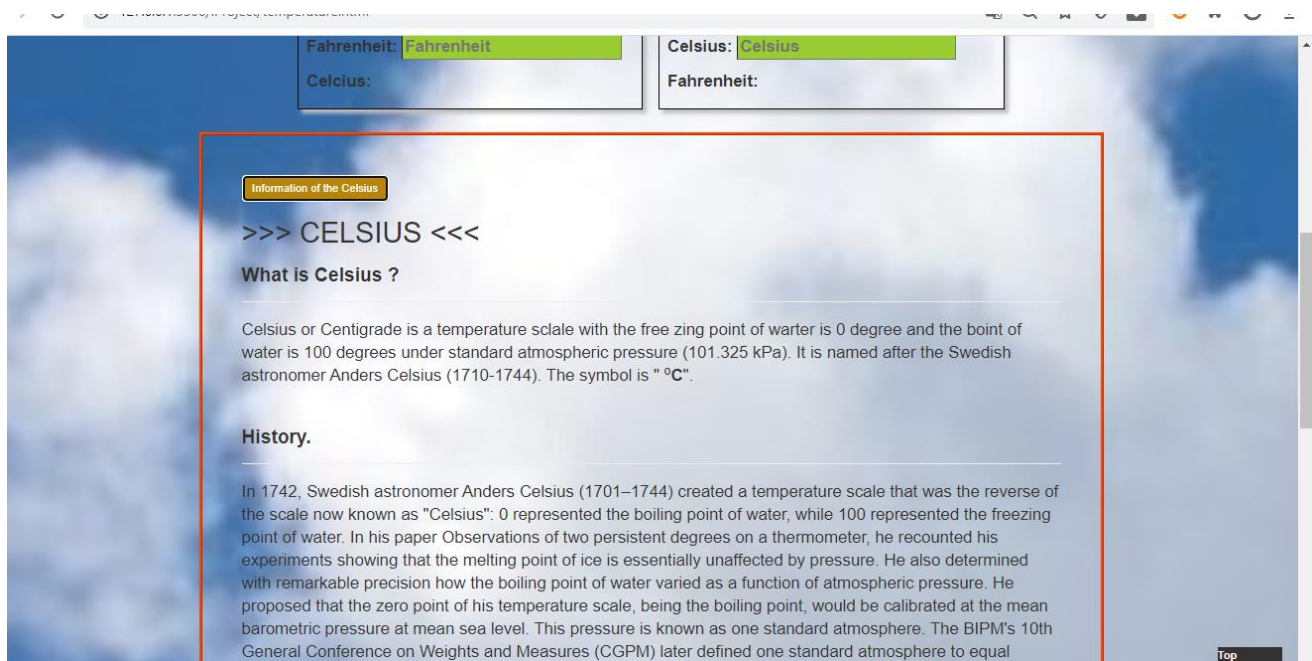 Fahrenheit: Fahrenheit
Celcius:
Celsius: Celsius
Fahrenheit:
Information of the Celsius
>>> CELSIUS <<<
What is Celsius ?
Celsius or Centigrade is a temperature sclale with the free zing point of warter is 0 degree and the boint of
water is 100 degrees under standard atmospheric pressure (101.325 kPa). It is named after the Swedish
astronomer Anders Celsius (1710-1744). The symbol is " ⁰C".
History.
In 1742, Swedish astronomer Anders Celsius (1701–1744) created a temperature scale that was the reverse of
the scale now known as "Celsius": 0 represented the boiling point of water, while 100 represented the freezing
point of water. In his paper Observations of two persistent degrees on a thermometer, he recounted his
experiments showing that the melting point of ice is essentially unaffected by pressure. He also determined
with remarkable precision how the boiling point of water varied as a function of atmospheric pressure. He
proposed that the zero point of his temperature scale, being the boiling point, would be calibrated at the mean
barometric pressure at mean sea level. This pressure is known as one standard atmosphere. The BIPM's 10th
General Conference on Weights and Measures (CGPM) later defined one standard atmosphere to equal
Top